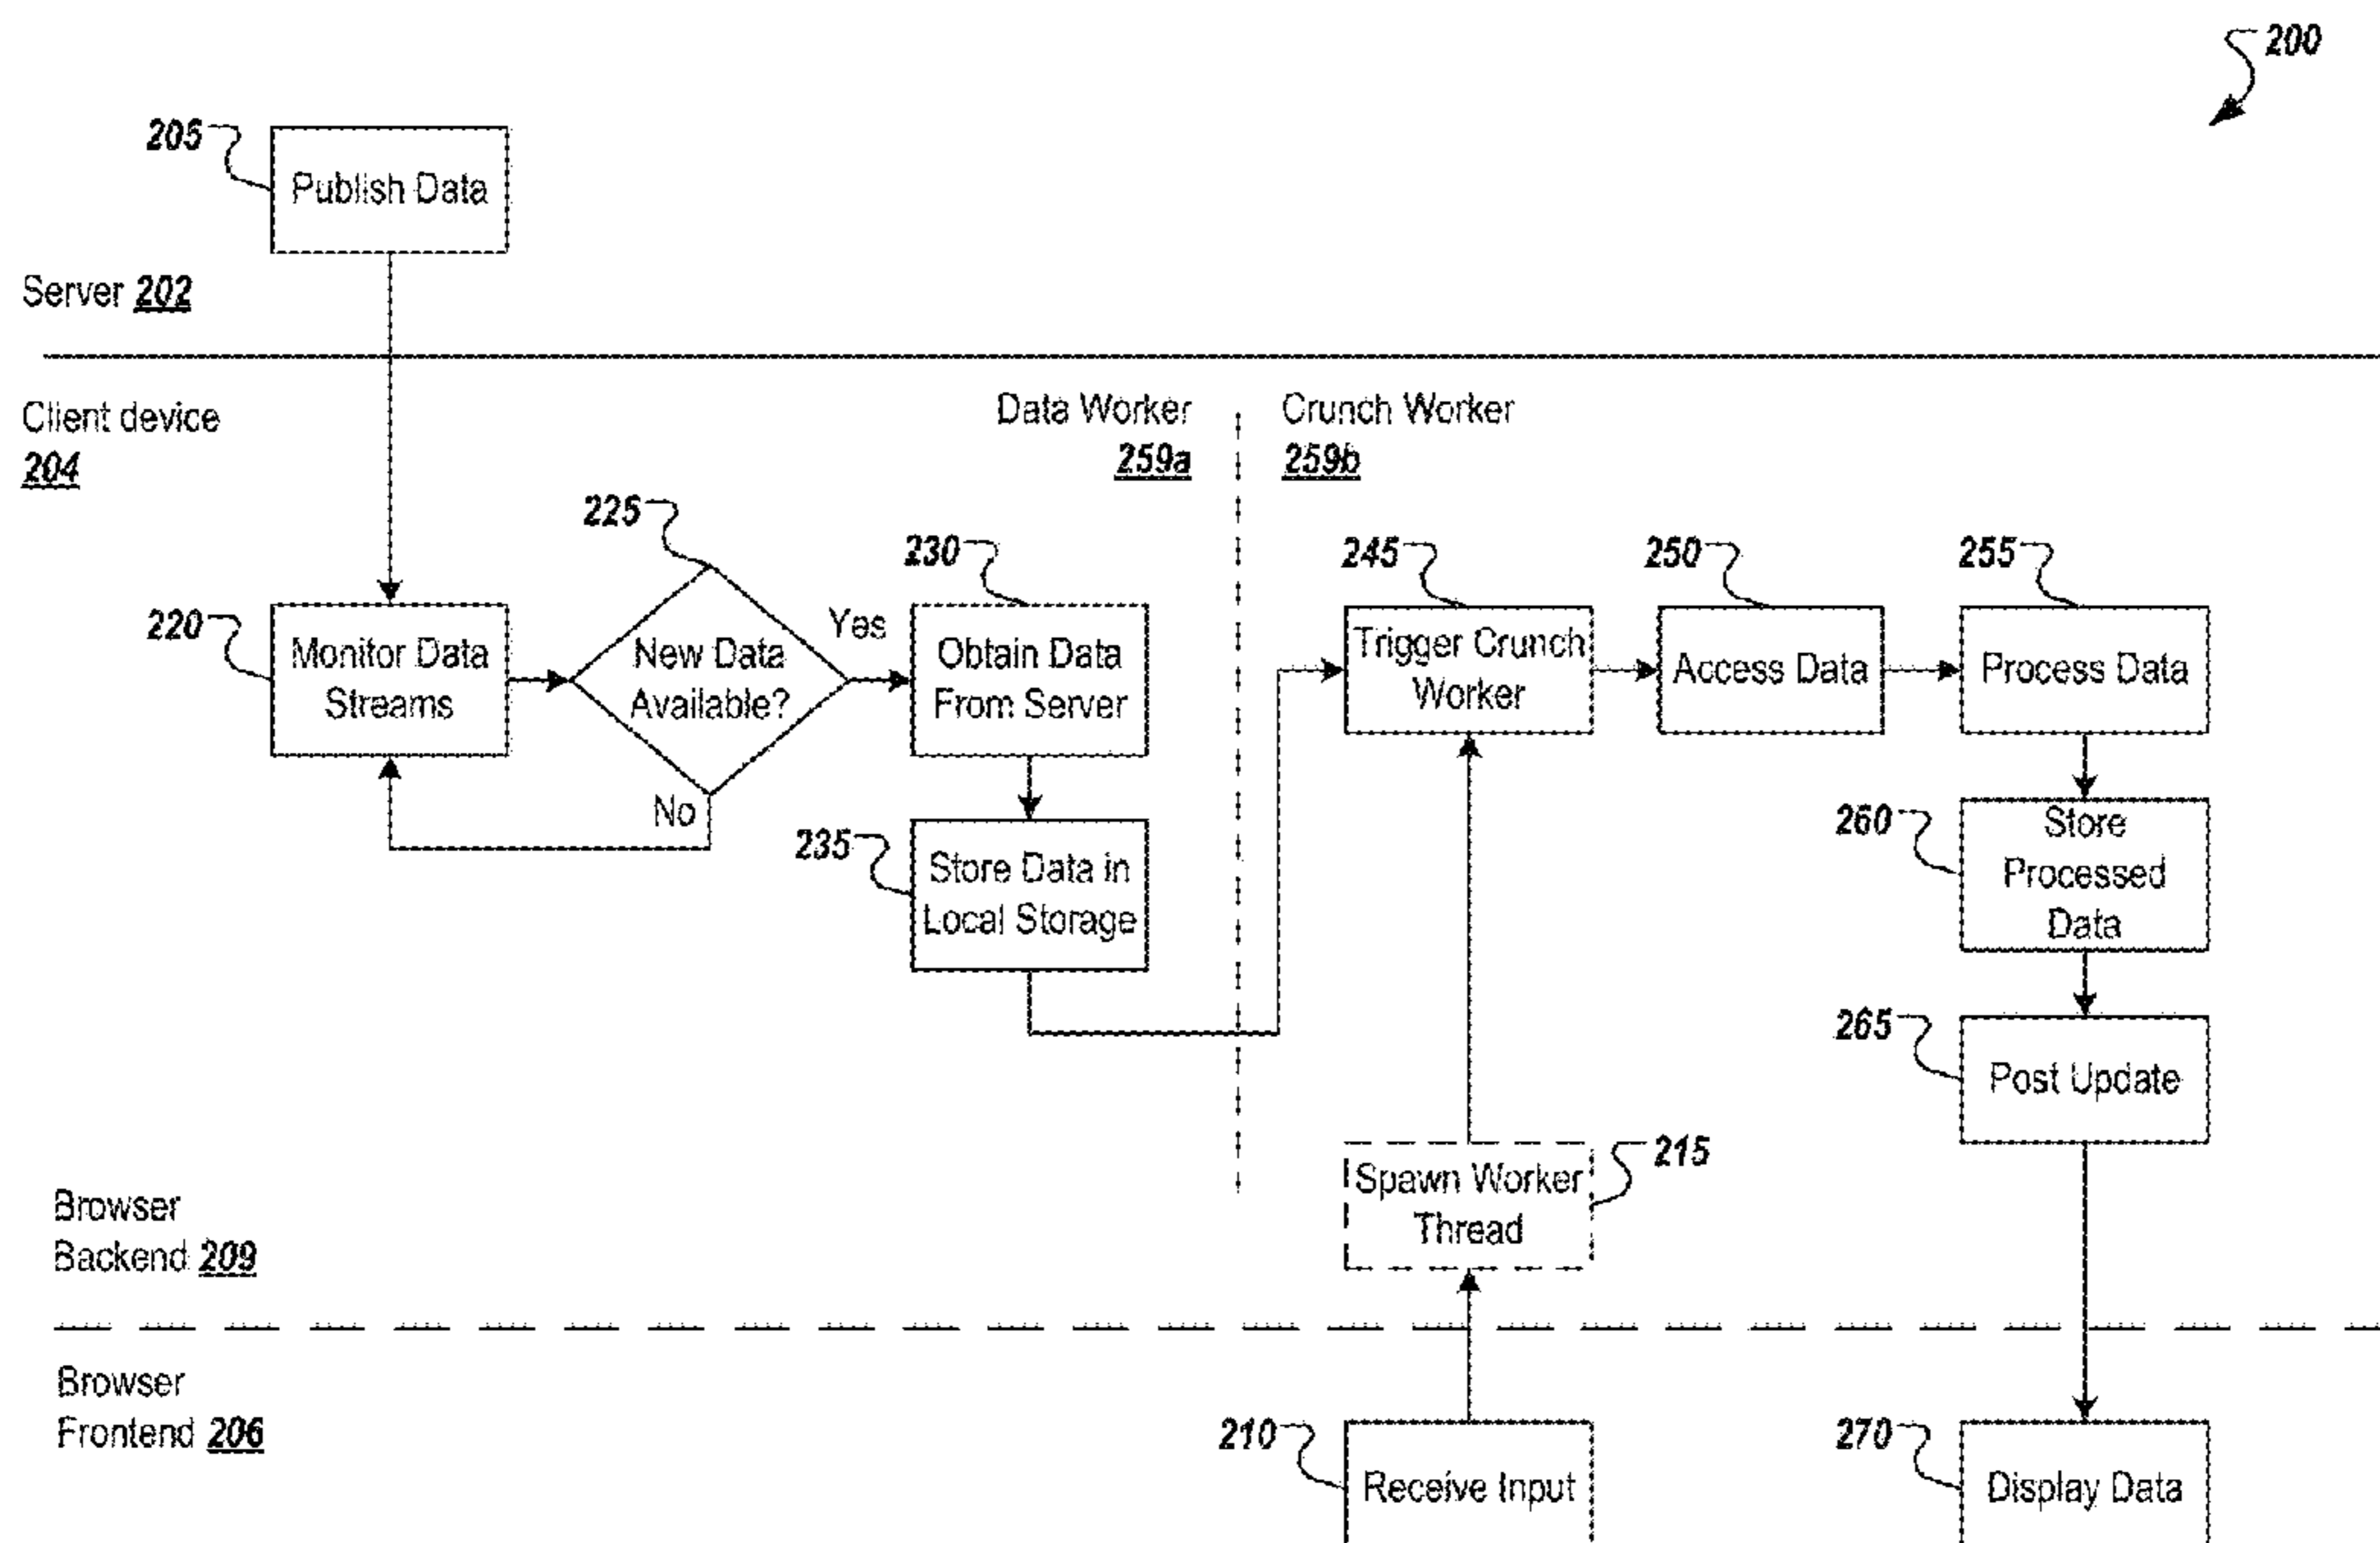 200
205
Publish Data
Server 202
Client device
204
Data Worker
259a
Crunch Worker
259b
225
230
245
250
255
220
Monitor Data
Streams
New Data
Available?
Yes
No
Obtain Data
From Server
Trigger Crunch
Worker
Access Data
Process Data
235
Store Data in
Local Storage
260
Store
Processed
Data
265
Post Update
215
Spawn Worker
Thread
Browser
Backend 209
Browser
Frontend 206
210
Receive Input
270
Display Data